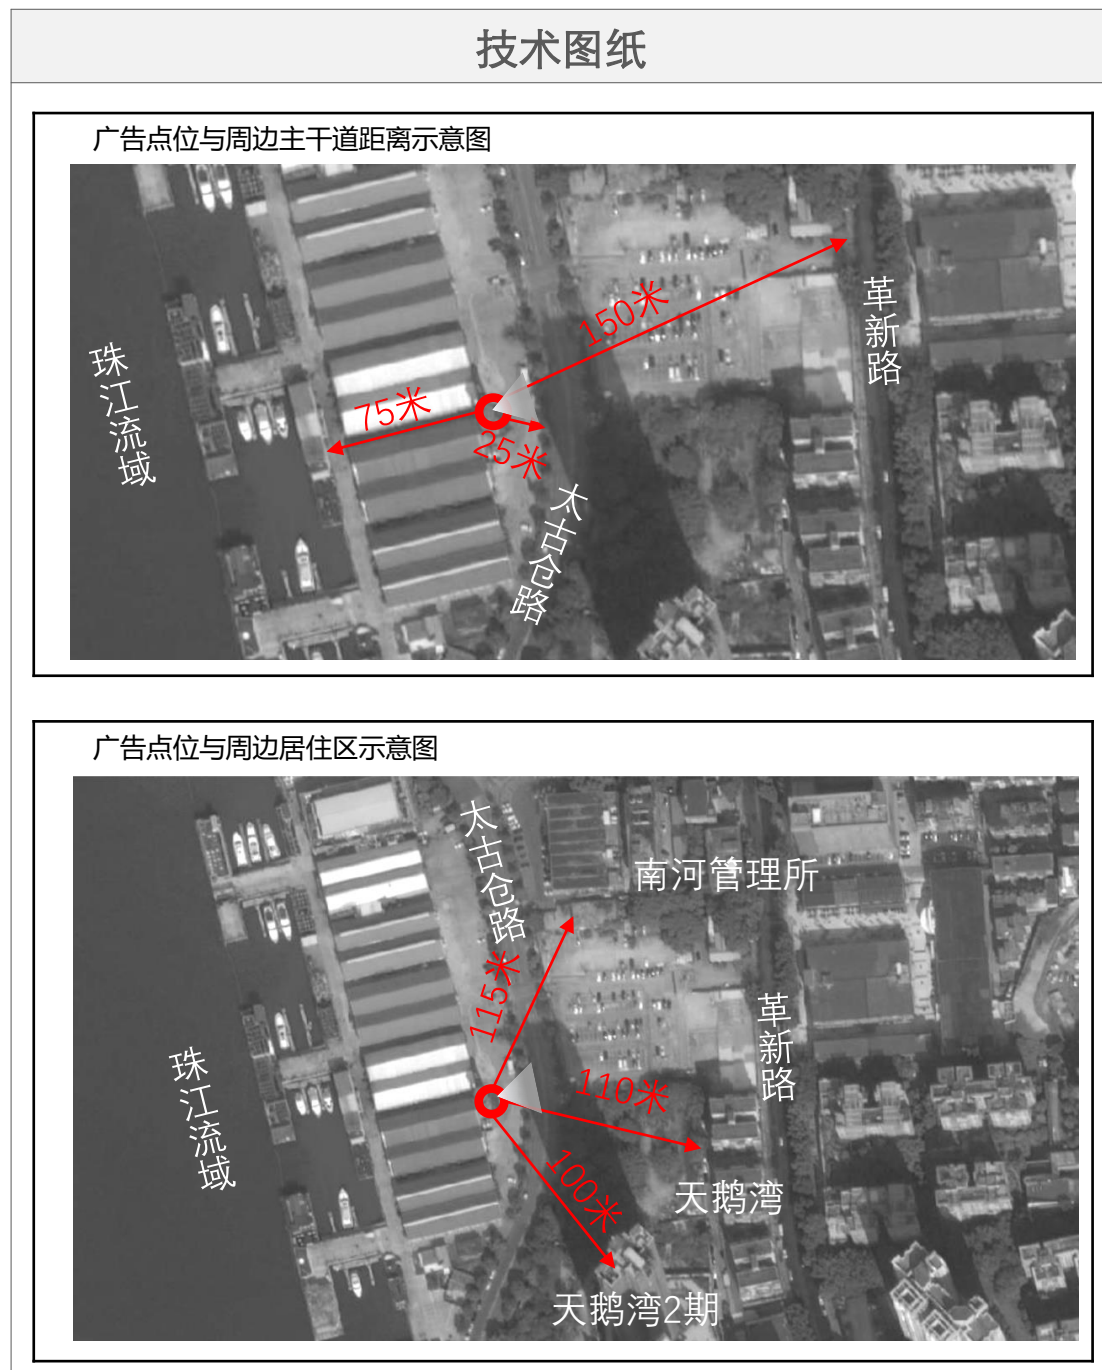 技术图纸
广告点位与周边主干道距离示意图
150米
革新路
珠江流域
75米
25米
太古仓路
广告点位与周边居住区示意图
太古仓路
南河管理所
115米
革新路
珠江流域
110米
100米
天鹅湾
天鹅湾2期